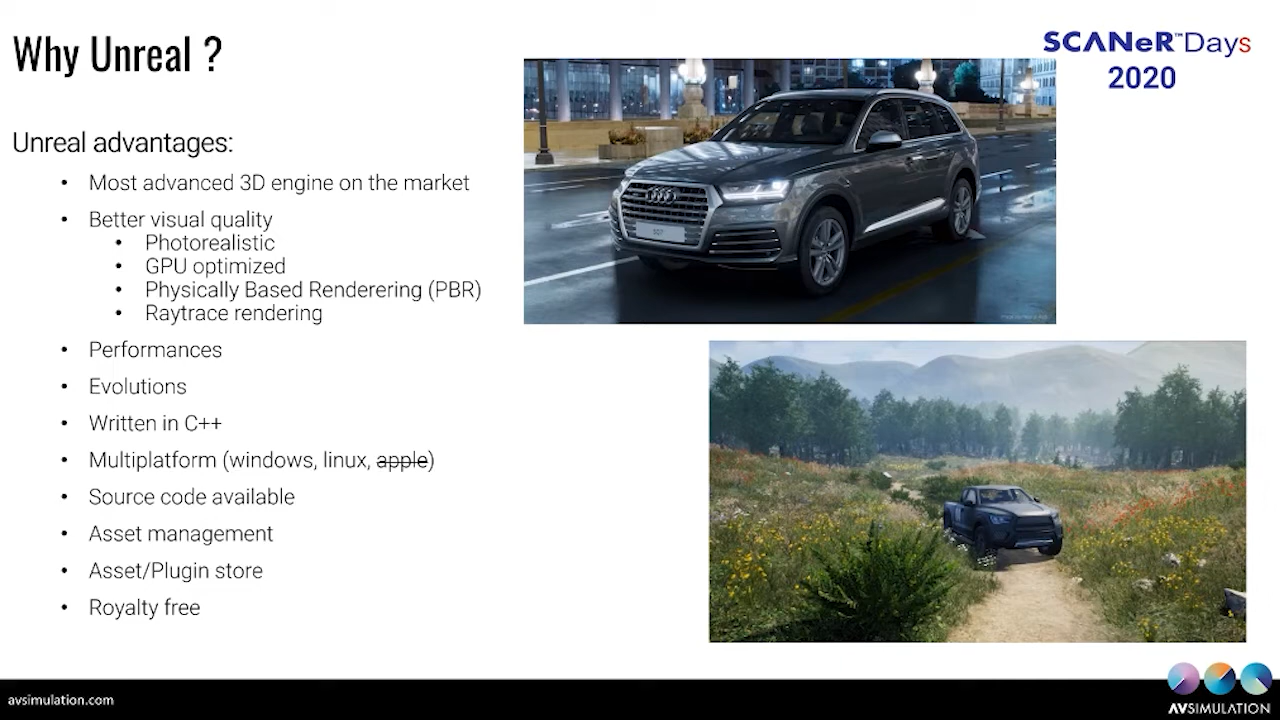 Why Unreal ?
SCANeR™Days
2020
Unreal advantages:
• Most advanced 3D engine on the market
• Better visual quality
• Photorealistic
• GPU optimized
• Physically Based Renderering (PBR)
• Raytrace rendering
• Performances
• Evolutions
• Written in C++
• Multiplatform (windows, linux, apple)
• Source code available
• Asset management
• Asset/Plugin store
• Royalty free
avsimulation.com
AVSIMULATION